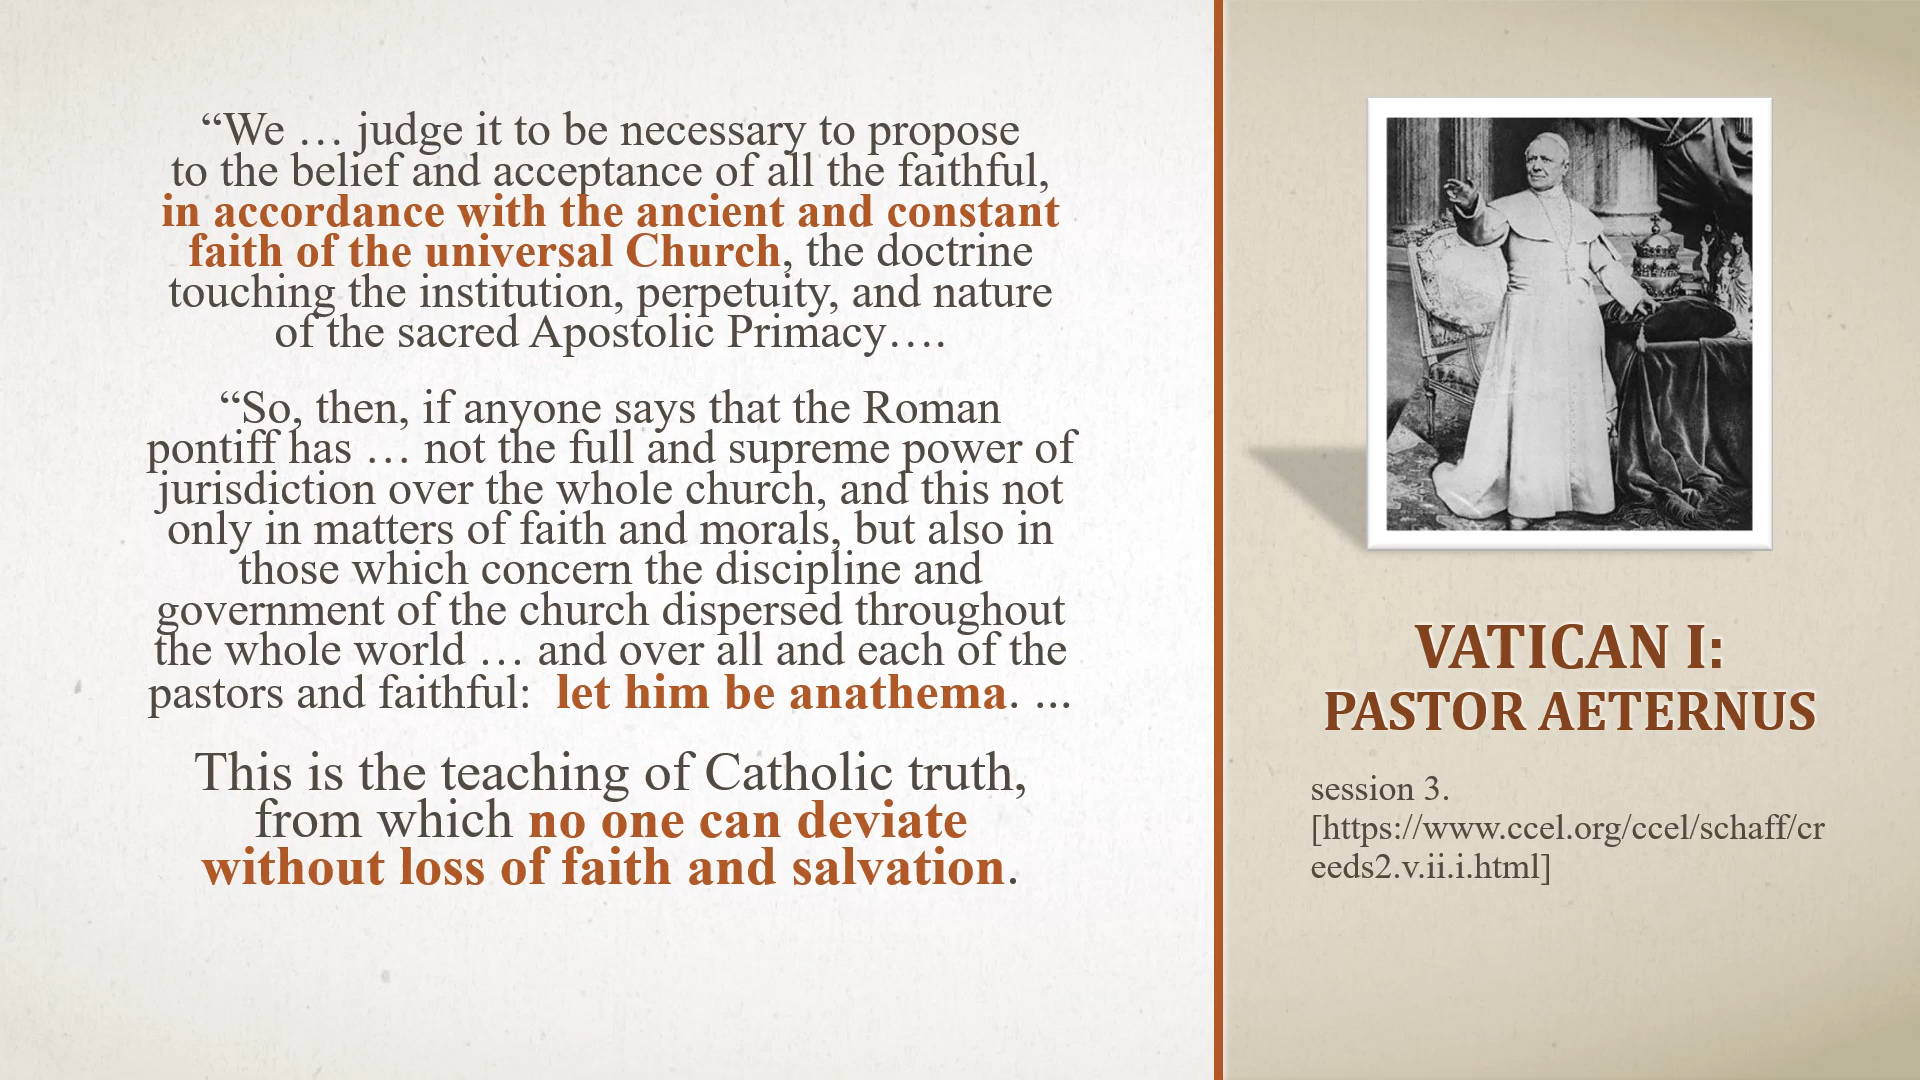 “We … judge it to be necessary to propose
to the belief and acceptance of all the faithful,
in accordance with the ancient and constant
faith of the universal Church, the doctrine
touching the institution, perpetuity, and nature
of the sacred Apostolic Primacy….
“So, then, if anyone says that the Roman
pontiff has … not the full and supreme power of
jurisdiction over the whole church, and this not
only in matters of faith and morals, but also in
those which concern the discipline and
government of the church dispersed throughout
the whole world … and over all and each of the
pastors and faithful:  let him be anathema. ...
This is the teaching of Catholic truth,
from which no one can deviate
without loss of faith and salvation.
VATICAN I:
PASTOR AETERNUS
session 3.
[https://www.ccel.org/ccel/schaff/cr
eeds2.v.ii.i.html]